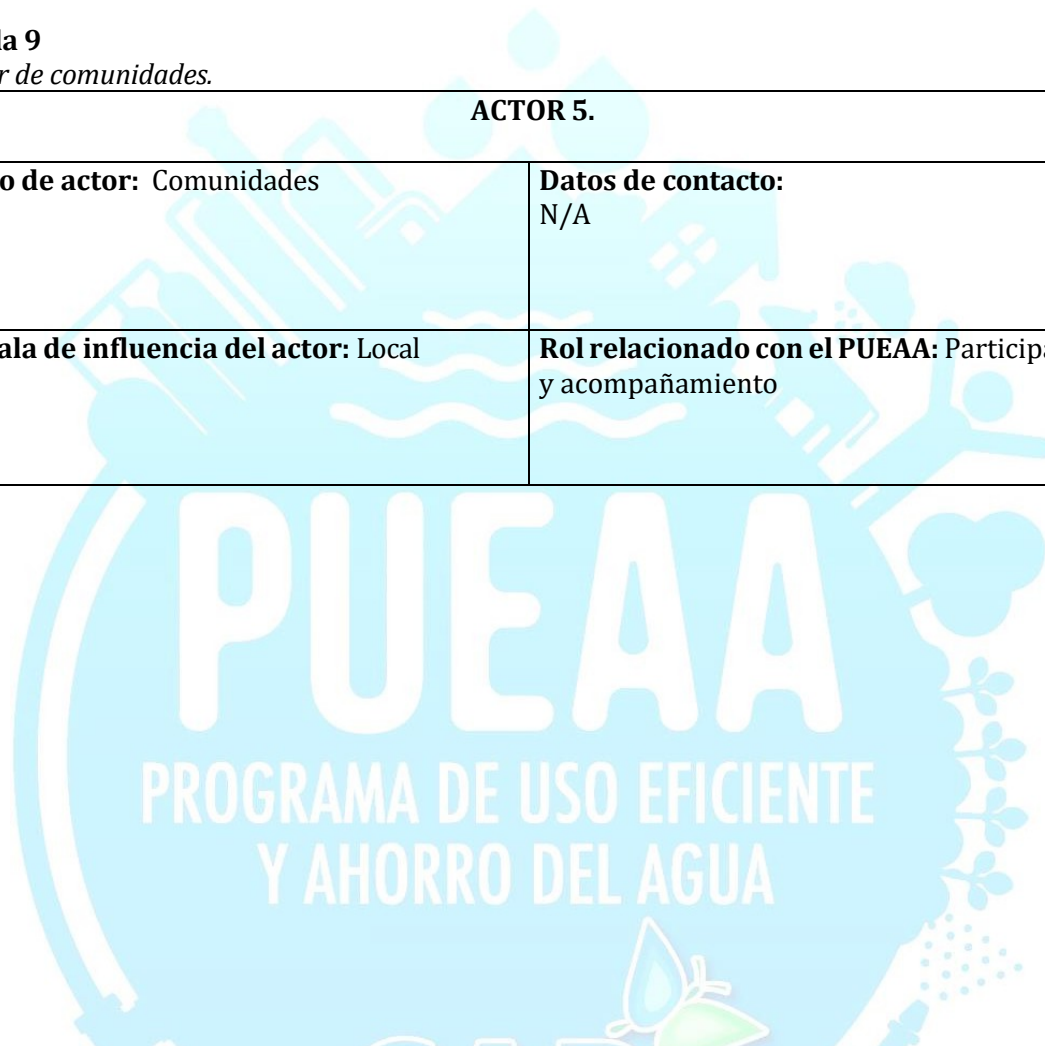 la 9
r de comunidades.
ACTOR 5.
o de actor: Comunidades
Datos de contacto:
N/A
ala de influencia del actor: Local
Rol relacionado con el PUEAA: Particip
y acompañamiento
PUEAA
PROGRAMA DE USO EFICIENTE
Y AHORRO DEL AGUA